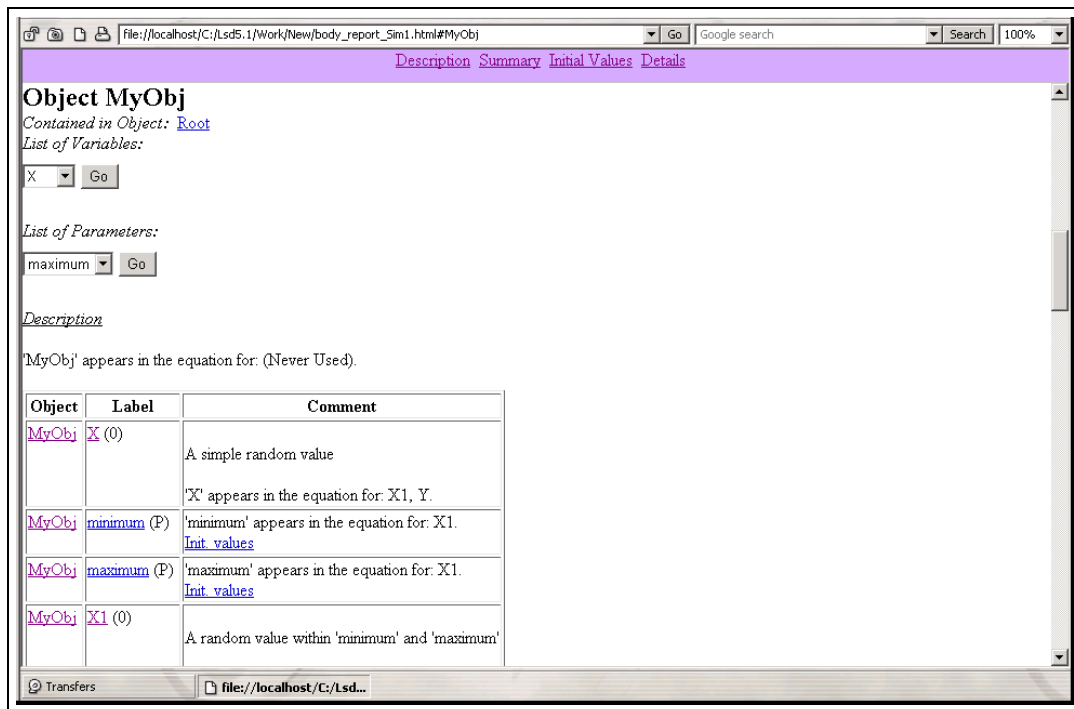 file://localhost/C:/Lsd5.1/Work/New/body_report_Sim1.html#MyObj Go Google search Search 100%
Description Summary Initial Values Details
Object MyObj
Contained in Object: Root
List of Variables:
X Go
List of Parameters:
maximum Go
Description
'MyObj' appears in the equation for: (Never Used).
Object Label Comment
MyObj X (0)
A simple random value
'X' appears in the equation for: X1, Y.
MyObj minimum (P) 'minimum' appears in the equation for: X1.
Init. values
MyObj maximum (P) 'maximum' appears in the equation for: X1.
Init. values
MyObj X1 (0)
A random value within 'minimum' and 'maximum'
Transfers file://localhost/C:/Lsd...